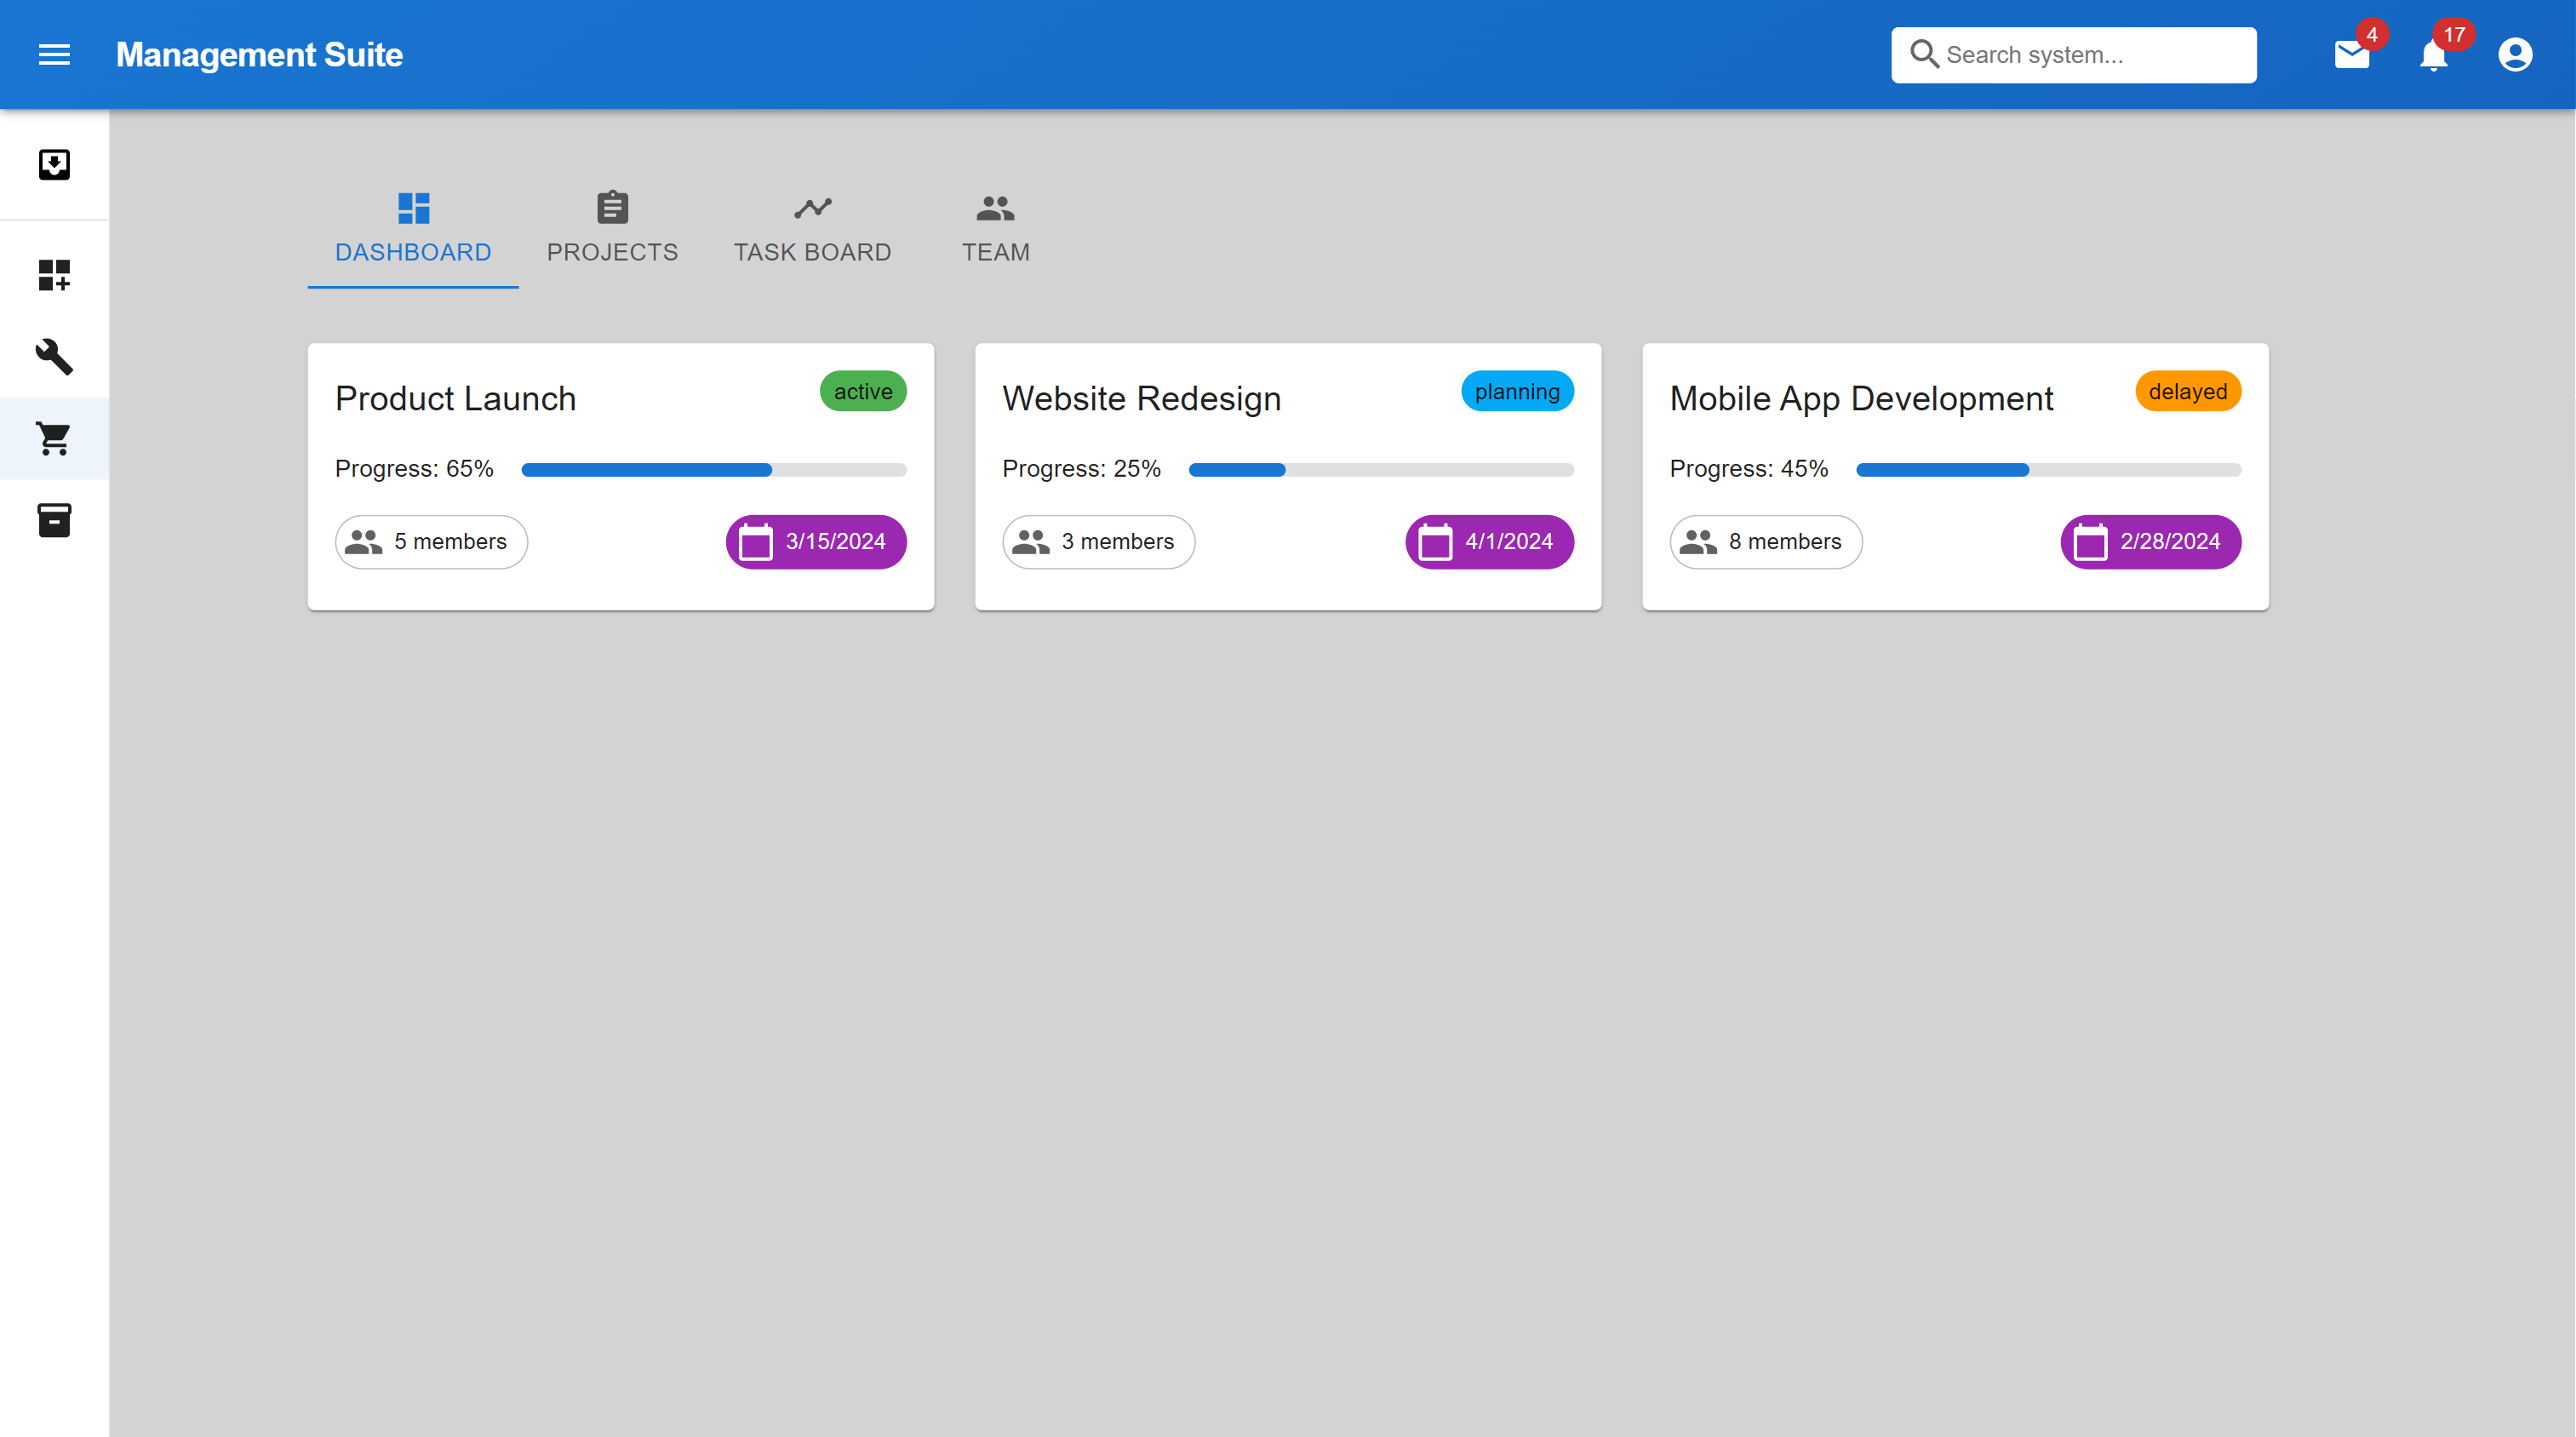 Management Suite
Search system...
4
17
DASHBOARD
PROJECTS
TASK BOARD
TEAM
Product Launch
active
Progress: 65%
5 members
3/15/2024
Website Redesign
planning
Progress: 25%
3 members
4/1/2024
Mobile App Development
delayed
Progress: 45%
8 members
2/28/2024